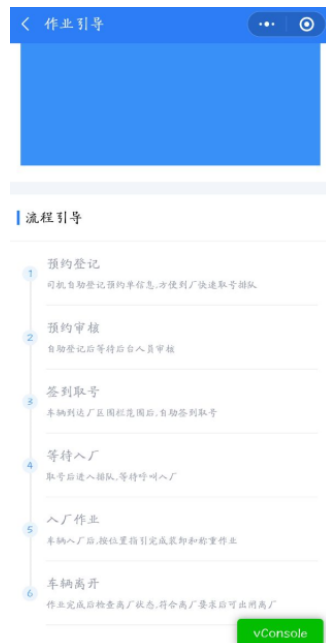 作业引导
流程引导
1
预约登记
司机自助登记预约单信息,方便到厂快速取号排队
2
预约审核
自助登记后等待后台人员审核
3
签到取号
车辆到达厂区围栏范围后,自助签到取号
4
等待入厂
取号后进入排队,等待呼叫入厂
5
入厂作业
车辆入厂后,按位置指引完成装卸和称重作业
6
车辆离开
作业完成后检查离厂状态,符合离厂要求后可出闸离厂
vConsole